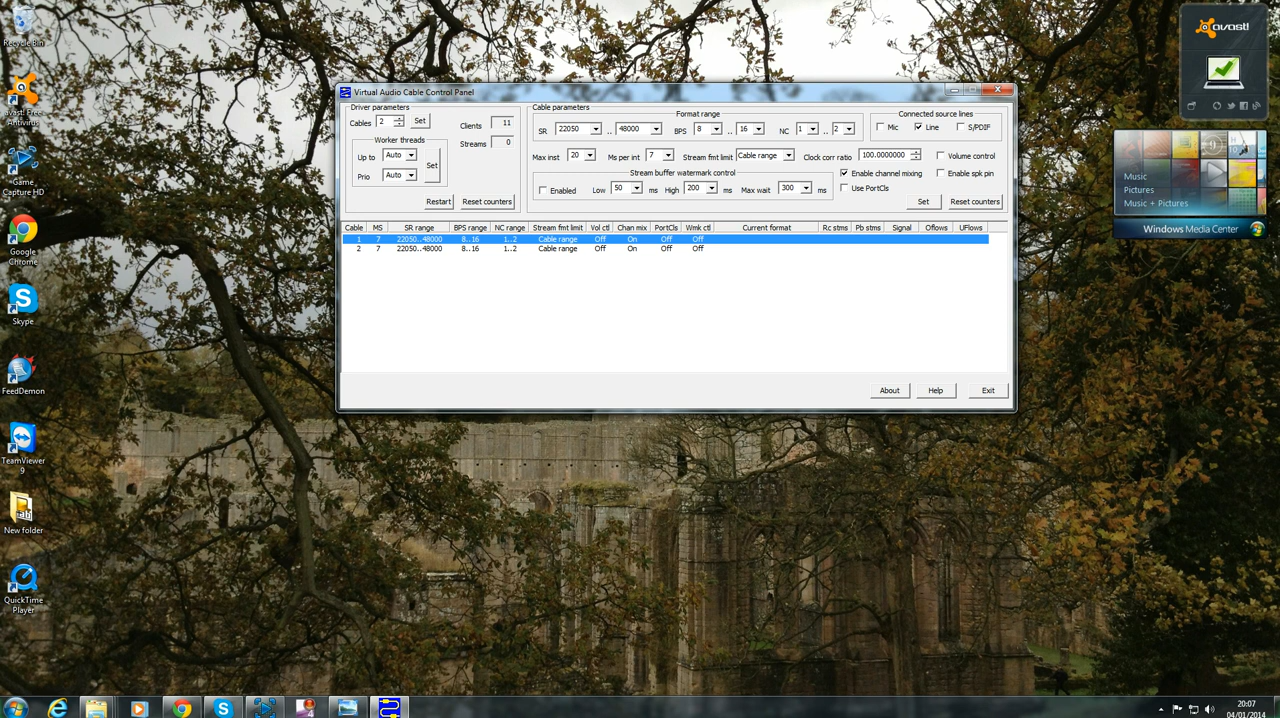 Recycle Bin
avast! Free
Antivirus
Game
Capture HD
Google
Chrome
Skype
FeedDemon
TeamViewer
9
New folder
QuickTime
Player
Virtual Audio Cable Control Panel
Driver parameters
Cables 2 Set
Clients 11
Streams 0
Worker threads
Up to Auto
Prio Auto
Set
Restart Reset counters
Cable parameters
Format range
SR 22050 .. 48000 BPS 8 .. 16 NC 1 .. 2
Connected source lines
Mic Line S/PDIF
Max inst 20 Ms per int 7 Stream fmt limit Cable range Clock corr ratio 100.0000000 Volume control
Stream buffer watermark control
Enabled Low 50 ms High 200 ms Max wait 300 ms
Enable channel mixing Enable spk pin
Use PortCls
Set Reset counters
Cable MS SR range BPS range NC range Stream fmt limit Vol ctl Chan mix PortCls Wmk ctl Current format Rc stms Pb stms Signal Oflows UFlows
1 7 22050..48000 8..16 1..2 Cable range Off On Off Off
2 7 22050..48000 8..16 1..2 Cable range Off On Off Off
About Help Exit
avast!
Music
Pictures
Music + Pictures
Windows Media Center
20:07
04/01/2014